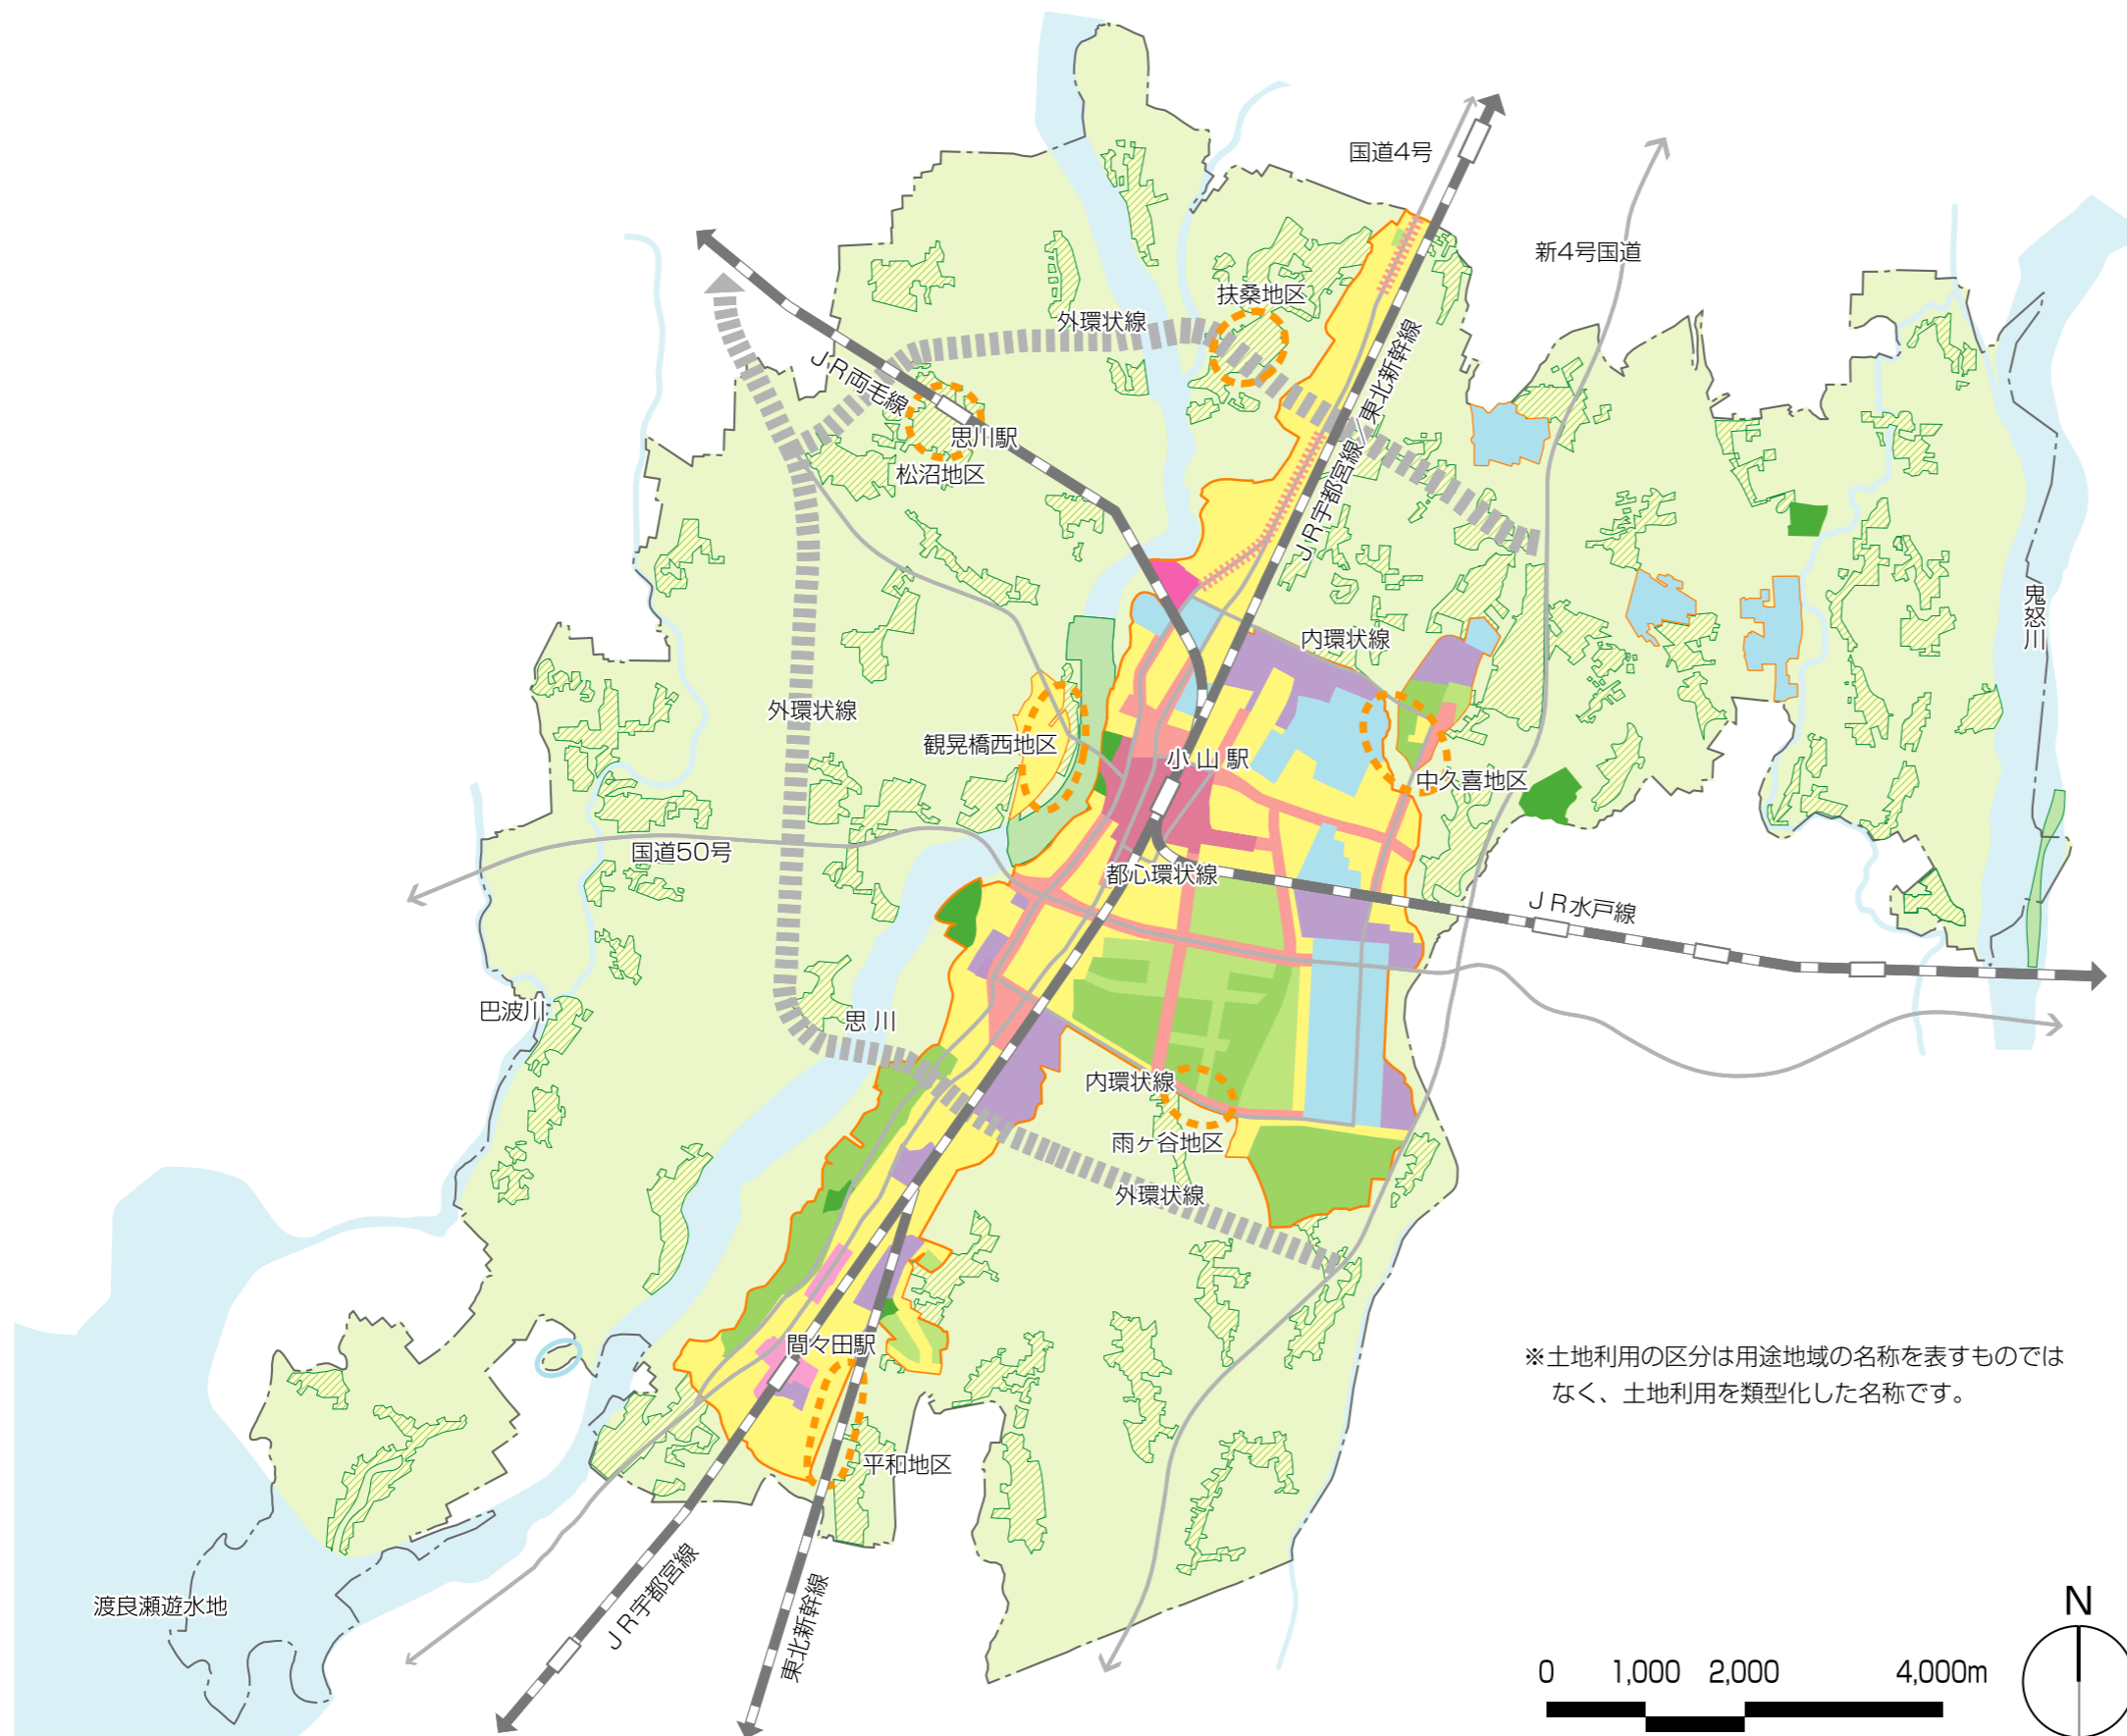 国道4号
新4号国道
扶桑地区
外環状線
JR両毛線
思川駅
松沼地区
JR宇都宮線／東北新幹線
鬼怒川
内環状線
外環状線
観晃橋西地区
小山駅
中久喜地区
国道50号
都心環状線
JR水戸線
巴波川
思川
内環状線
雨ヶ谷地区
外環状線
間々田駅
※土地利用の区分は用途地域の名称を表すものでは
なく、土地利用を類型化した名称です。
平和地区
渡良瀬遊水地
JR宇都宮線
東北新幹線
N
0 1,000 2,000 4,000m